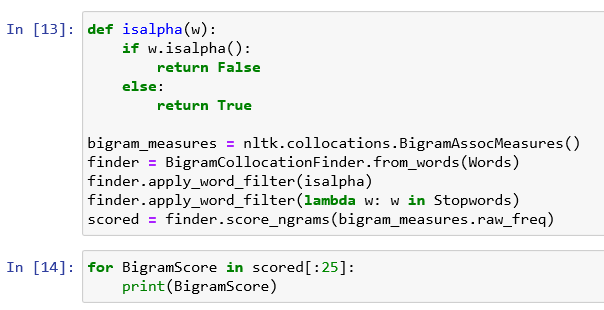 In [13]: def isalpha(w):
    if w.isalpha():
        return False
    else:
        return True
bigram_measures = nltk.collocations.BigramAssocMeasures()
finder = BigramCollocationFinder.from_words(Words)
finder.apply_word_filter(isalpha)
finder.apply_word_filter(lambda w: w in Stopwords)
scored = finder.score_ngrams(bigram_measures.raw_freq)
In [14]: for BigramScore in scored[:25]:
    print(BigramScore)